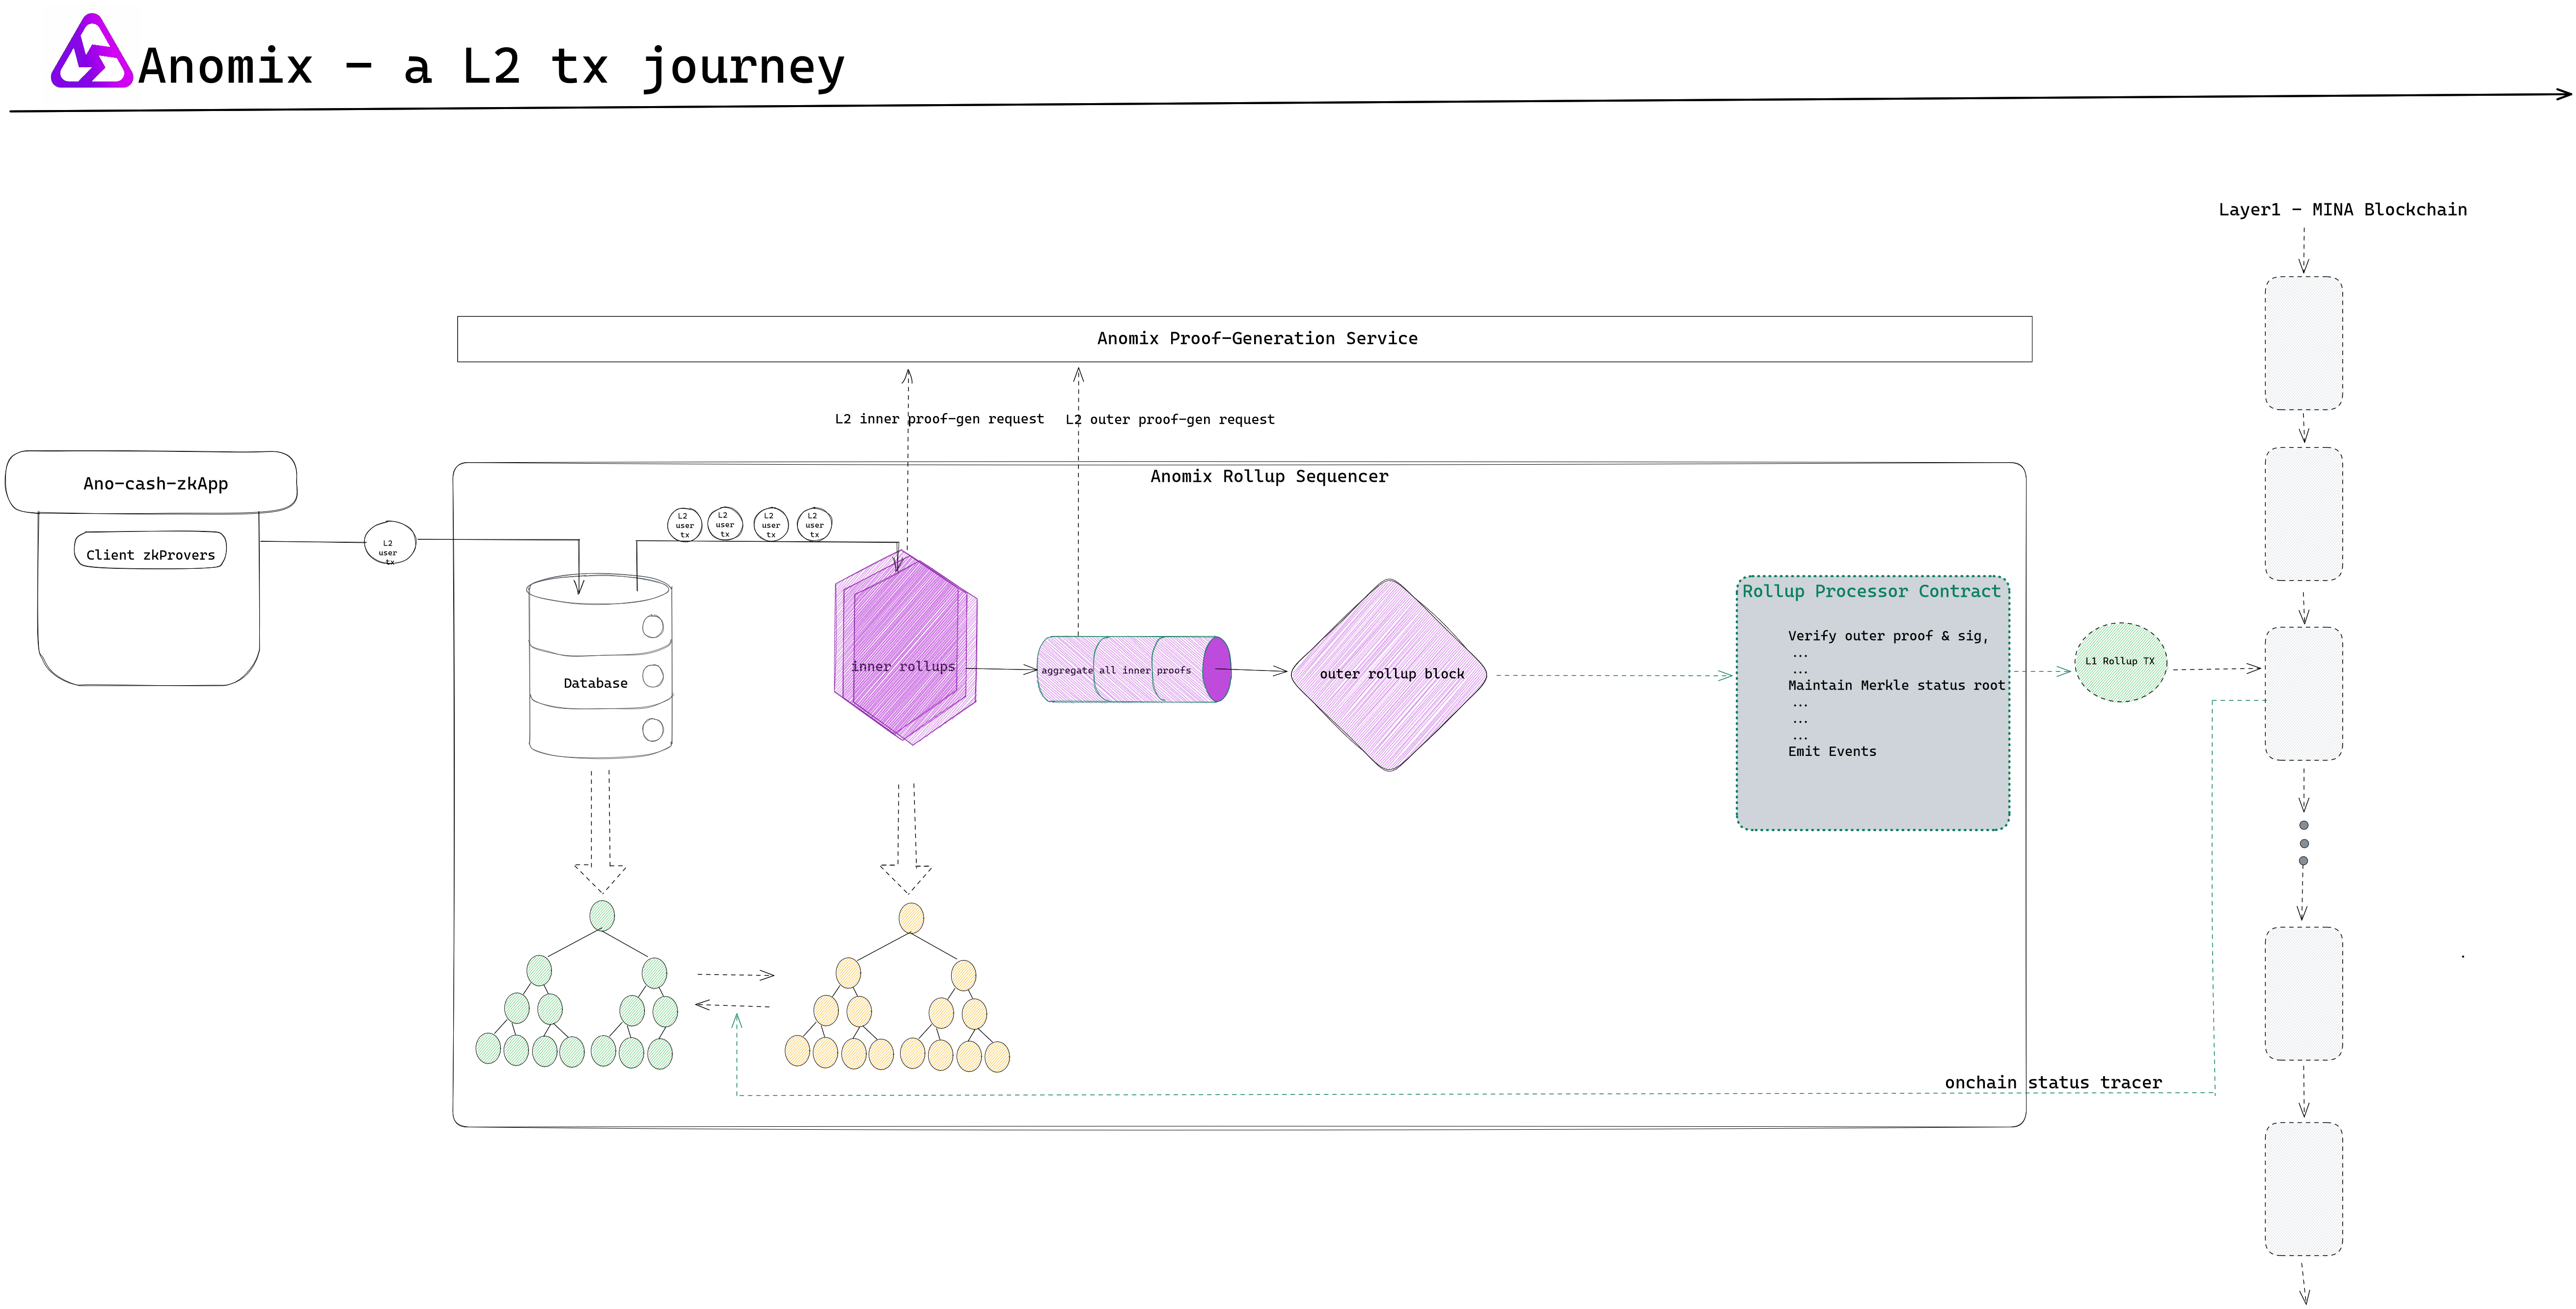 Anomix - a L2 tx journey
Layer1 - MINA Blockchain
Anomix Proof-Generation Service
L2 inner proof-gen request
L2 outer proof-gen request
Anomix Rollup Sequencer
Ano-cash-zkApp
Client zkProvers
L2
user
tx
L2
user
tx
L2
user
tx
L2
user
tx
L2
user
tx
Database
inner rollups
aggregate all inner proofs
outer rollup block
Rollup Processor Contract
Verify outer proof & sig,
...
...
Maintain Merkle status root
...
...
...
Emit Events
L1 Rollup TX
onchain status tracer